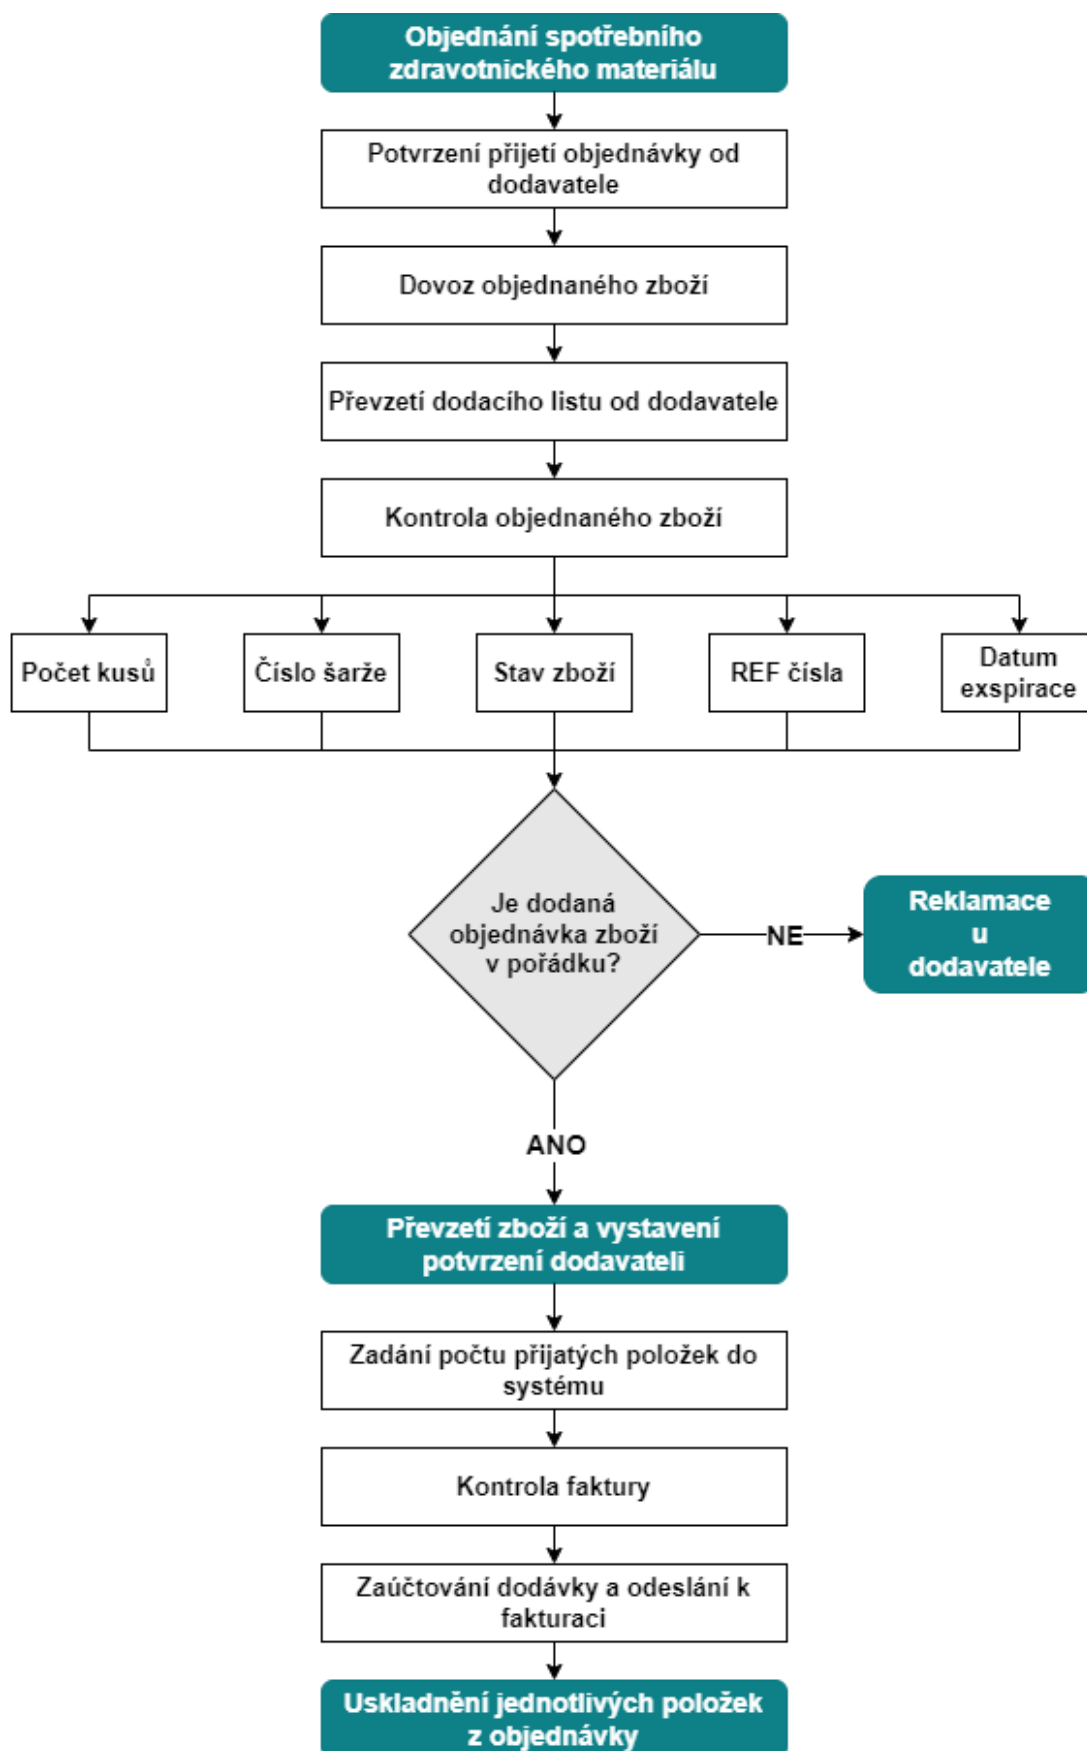 Objednání spotřebního
zdravotnického materiálu
Potvrzení přijetí objednávky od
dodavatele
Dovoz objednaného zboží
Převzetí dodacího listu od dodavatele
Kontrola objednaného zboží
Počet kusů
Číslo šarže
Stav zboží
REF čísla
Datum
exspirace
Je dodaná
objednávka zboží
v pořádku?
NE
Reklamace
u
dodavatele
ANO
Převzetí zboží a vystavení
potvrzení dodavateli
Zadání počtu přijatých položek do
systému
Kontrola faktury
Zaúčtování dodávky a odeslání k
fakturaci
Uskladnění jednotlivých položek
z objednávky